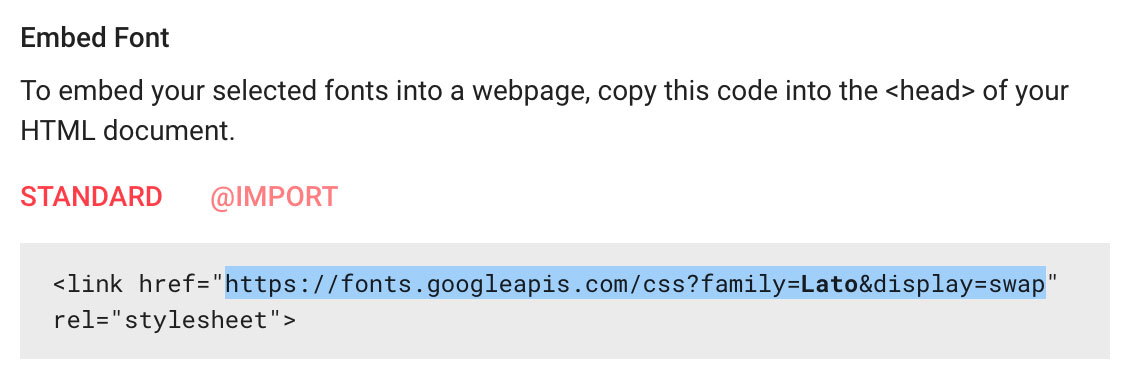 Embed Font
To embed your selected fonts into a webpage, copy this code into the <head> of your
HTML document.
STANDARD @IMPORT
<link href="https://fonts.googleapis.com/css?family=Lato&display=swap"
rel="stylesheet">